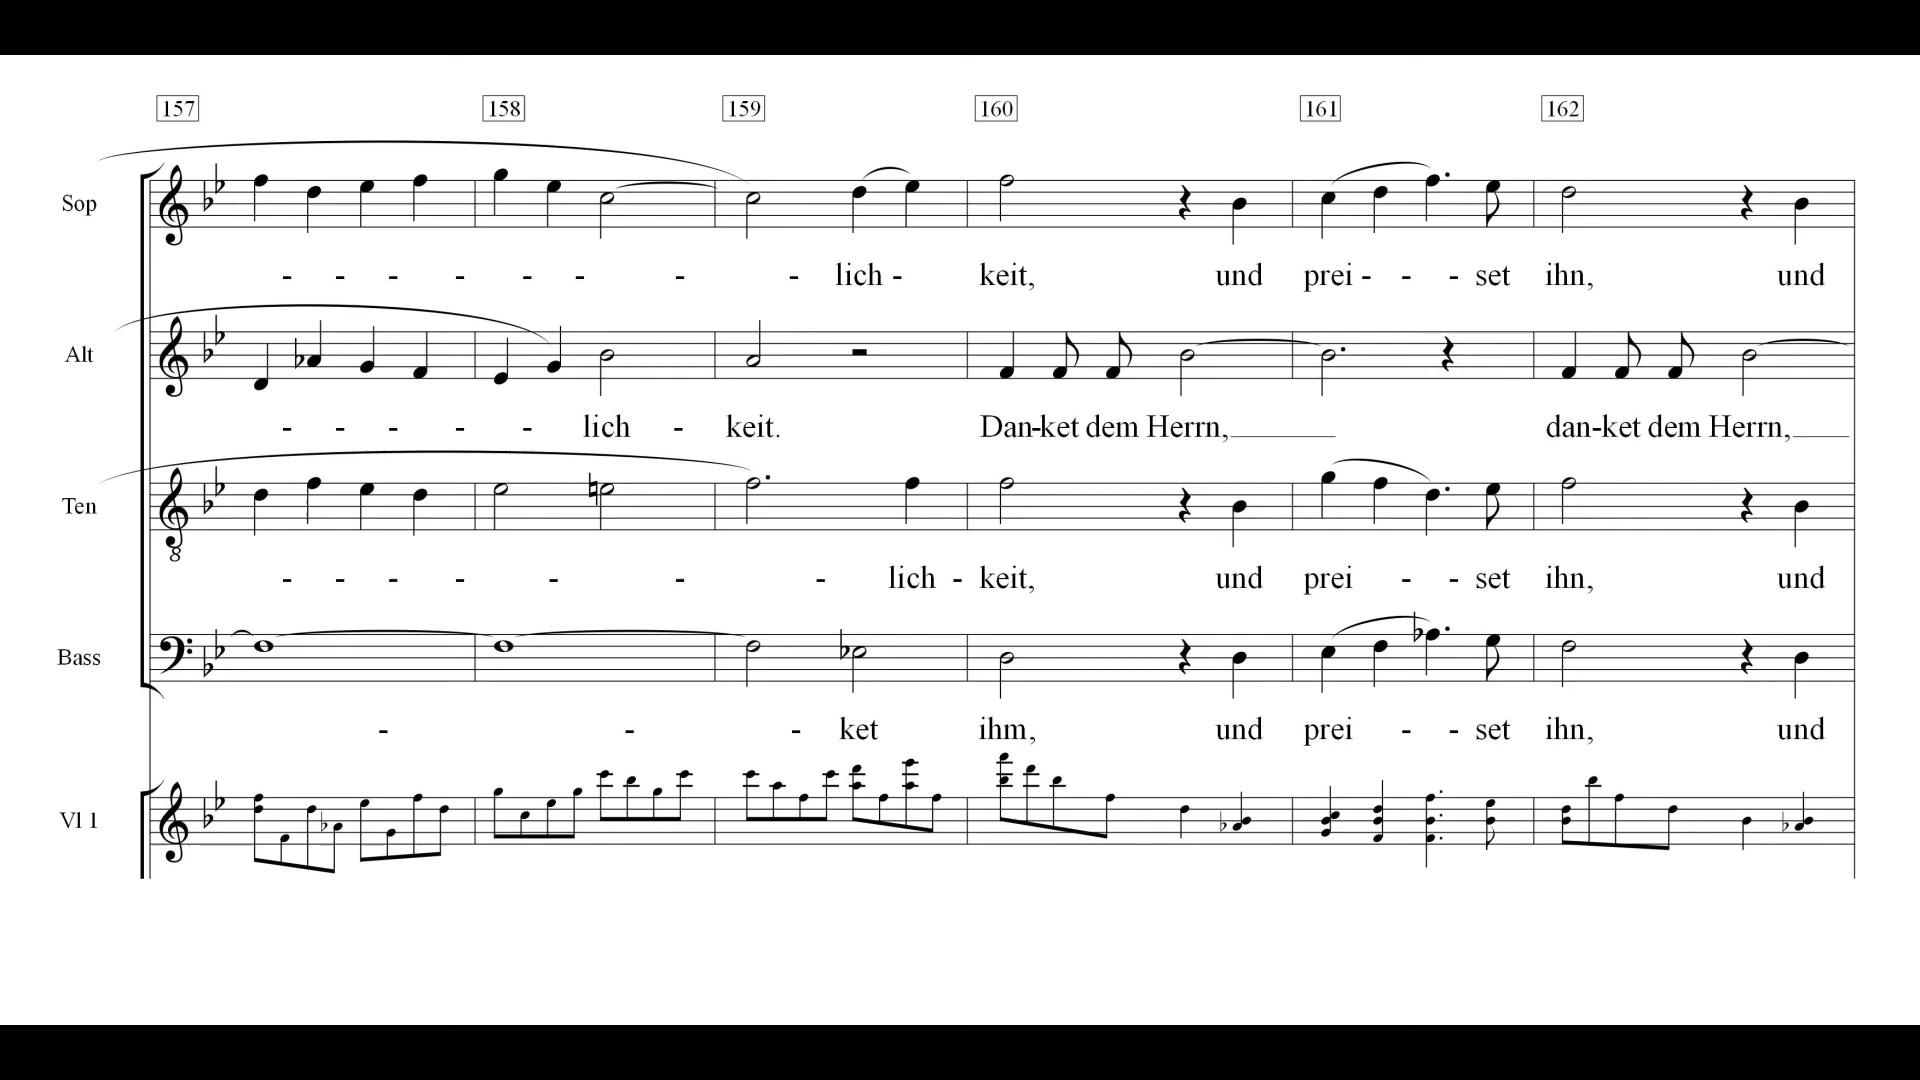 157 158 159 160 161 162
Sop
- - - - - - - - lich - keit, und prei - - - set ihn, und
Alt
- - - - - lich - keit. Dan-ket dem Herrn, dan-ket dem Herrn,
Ten
8
- - - - - - - lich - keit, und prei - - set ihn, und
Bass
- - - ket ihm, und prei - - set ihn, und
Vl 1